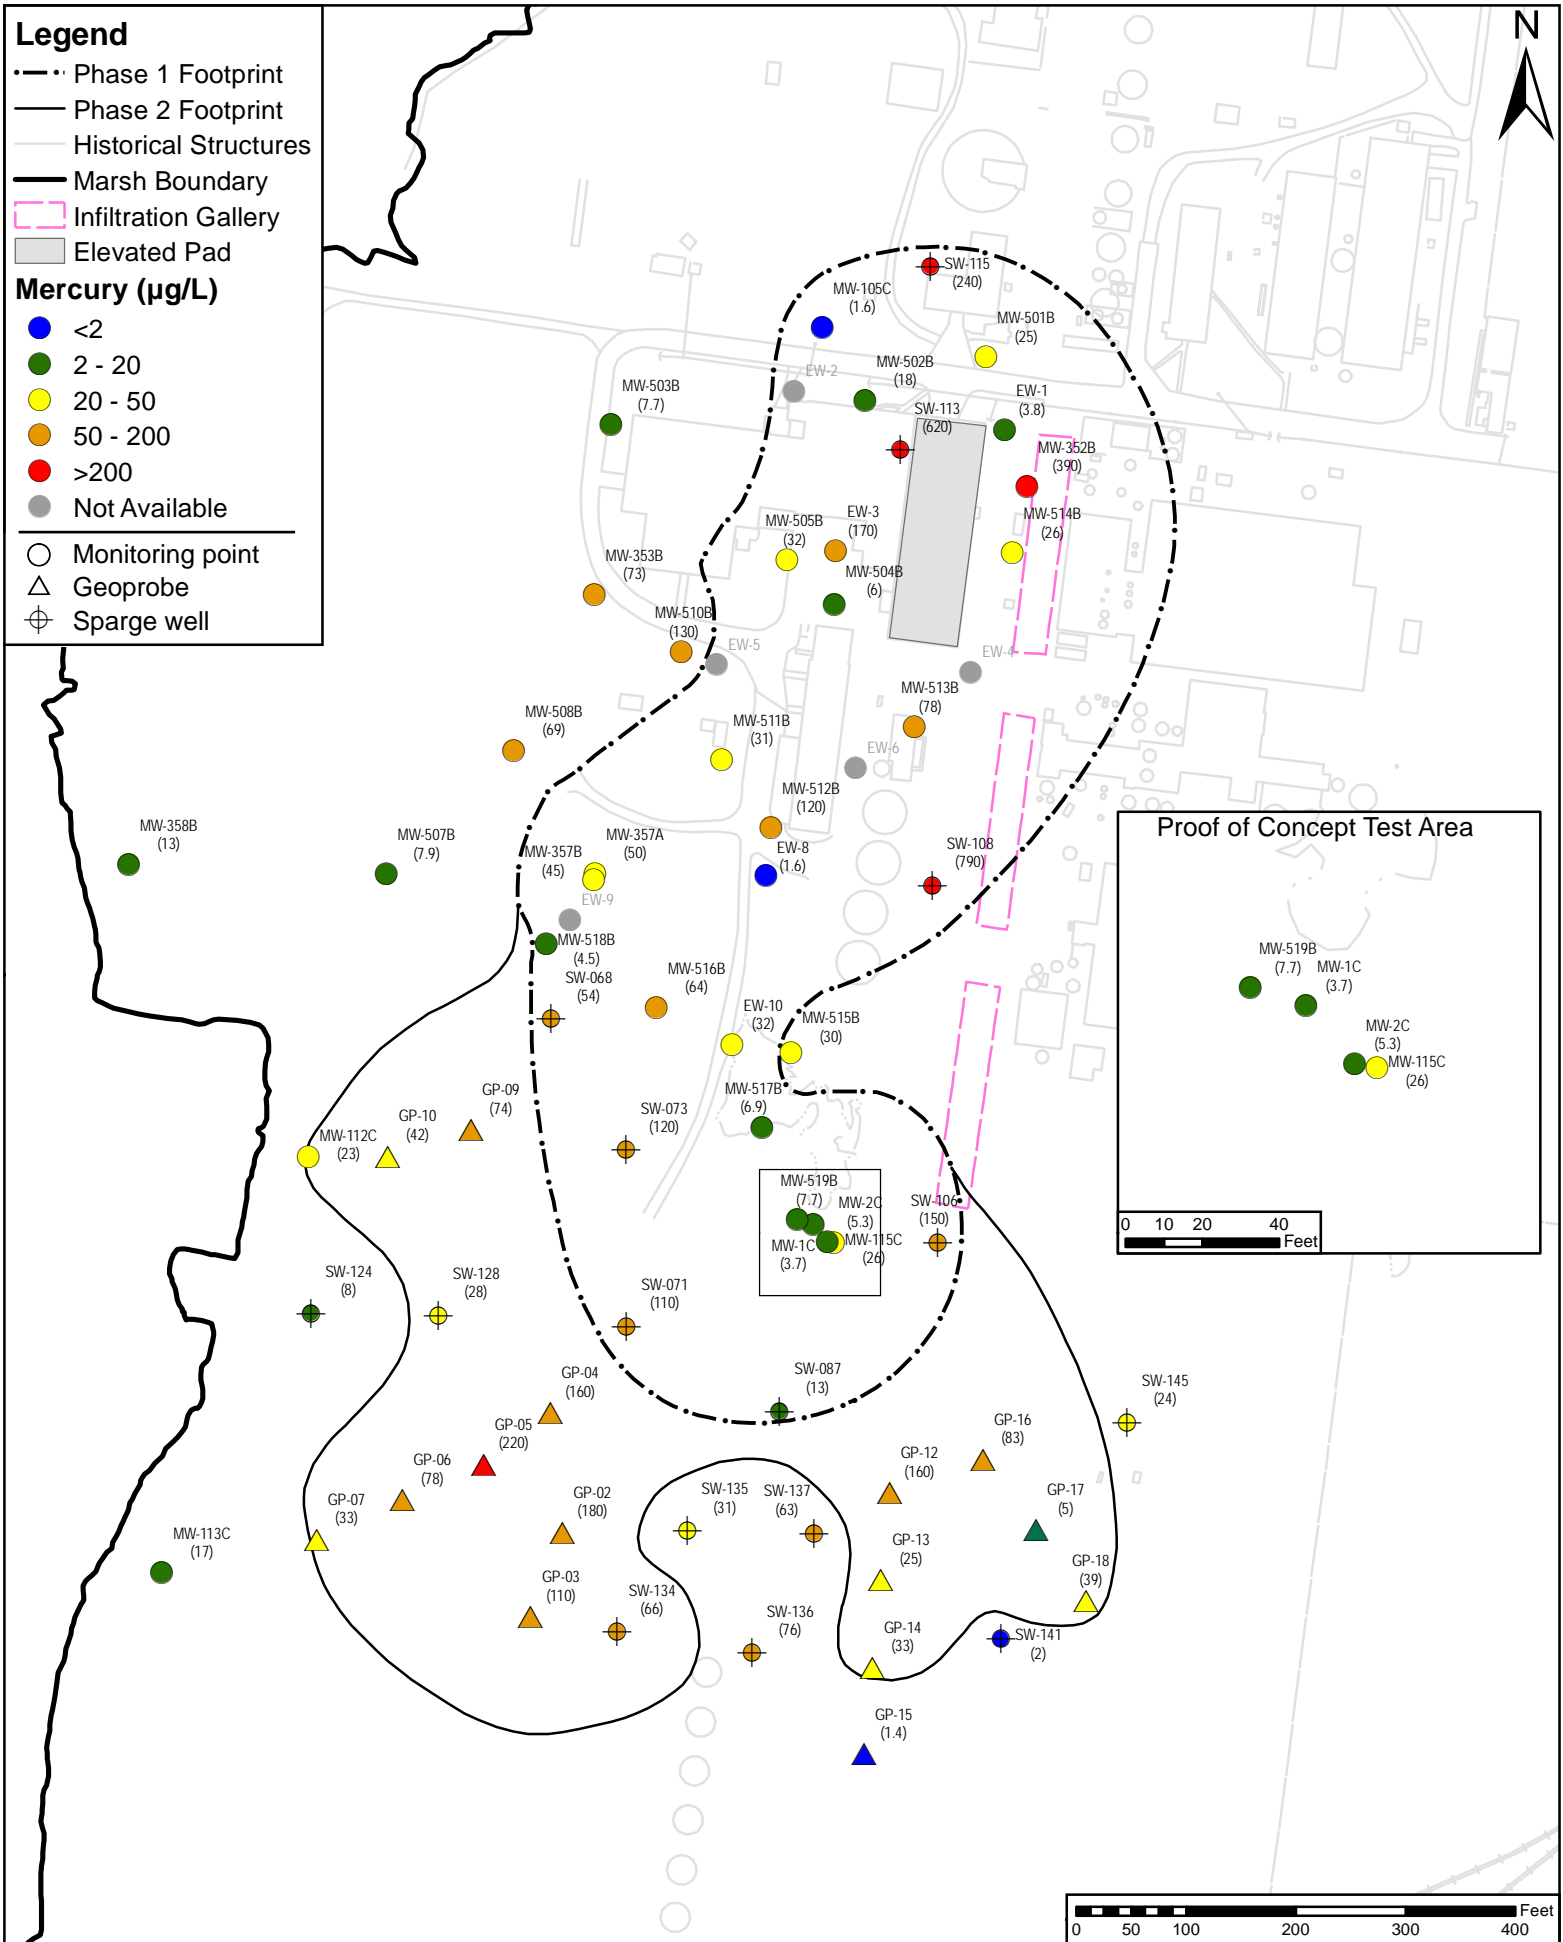 Legend
Phase 1 Footprint
Phase 2 Footprint
Historical Structures
Marsh Boundary
Infiltration Gallery
Elevated Pad
Mercury (µg/L)
<2
2 - 20
20 - 50
50 - 200
>200
Not Available
Monitoring point
Geoprobe
Sparge well
N
SW-115
(240)
MW-105C
(1.6)
MW-501B
(25)
EW-2
MW-502B
(18)
MW-503B
(7.7)
EW-1
(3.8)
SW-113
(620)
MW-352B
(390)
MW-514B
(26)
MW-505B
(32)
EW-3
(170)
MW-353B
(73)
MW-504B
(6)
MW-510B
(130)
EW-5
EW-4
MW-513B
(78)
MW-508B
(69)
MW-511B
(31)
EW-6
MW-512B
(120)
MW-358B
(13)
MW-507B
(7.9)
MW-357A
(50)
MW-357B
(45)
EW-8
(1.6)
SW-108
(790)
EW-9
MW-518B
(4.5)
SW-068
(54)
MW-516B
(64)
EW-10
(32)
MW-515B
(30)
MW-517B
(6.9)
GP-09
(74)
GP-10
(42)
MW-112C
(23)
SW-073
(120)
MW-519B
(7.7)
MW-2C
(5.3)
MW-1C
(3.7)
MW-115C
(26)
SW-106
(150)
Proof of Concept Test Area
MW-519B
(7.7)
MW-1C
(3.7)
MW-2C
(5.3)
MW-115C
(26)
0 10 20 40
Feet
SW-124
(8)
SW-128
(28)
SW-071
(110)
SW-087
(13)
SW-145
(24)
GP-04
(160)
GP-05
(220)
GP-06
(78)
GP-07
(33)
GP-02
(180)
GP-03
(110)
SW-134
(66)
SW-135
(31)
SW-137
(63)
GP-12
(160)
GP-16
(83)
GP-17
(5)
GP-13
(25)
GP-18
(39)
MW-113C
(17)
SW-136
(76)
GP-14
(33)
SW-141
(2)
GP-15
(1.4)
Feet
0 50 100 200 300 400